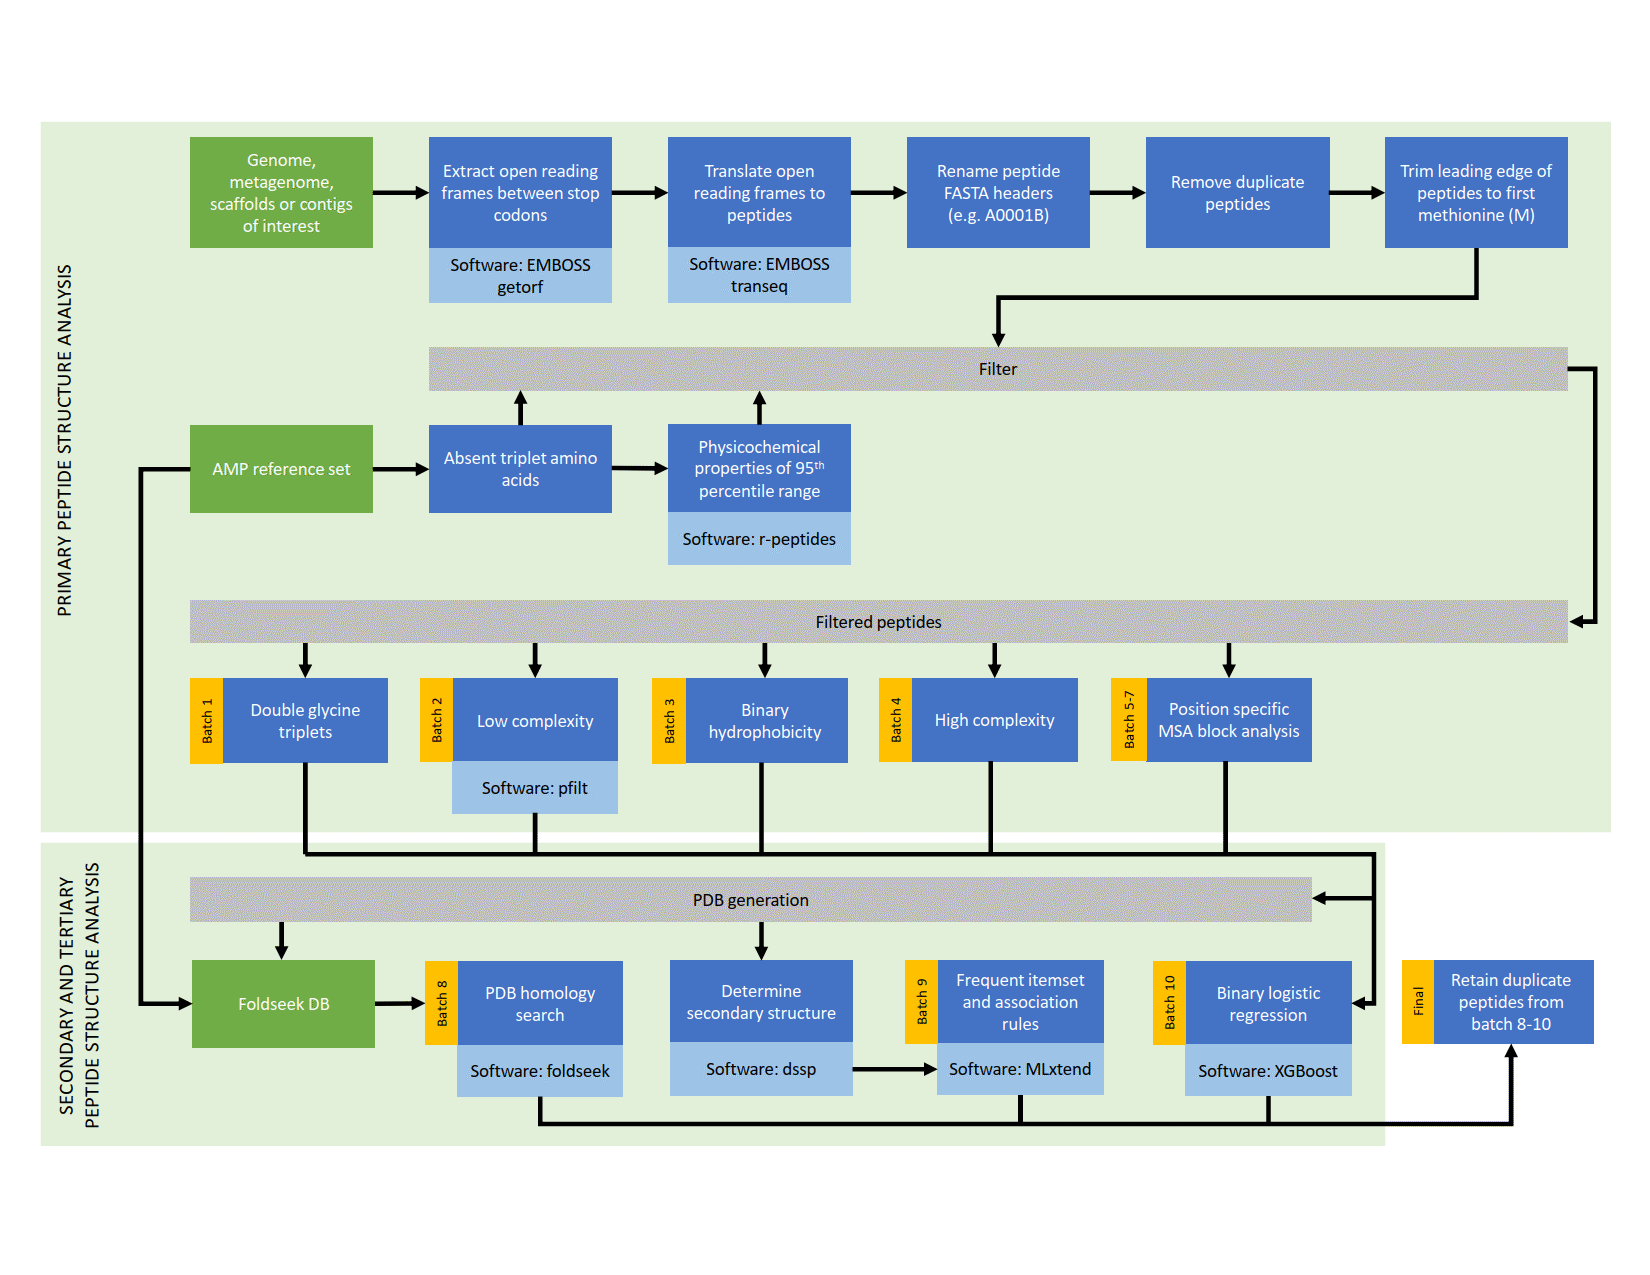 PRIMARY PEPTIDE STRUCTURE ANALYSIS
Genome,
metagenome,
scaffolds or contigs
of interest
Extract open reading
frames between stop
codons
Software: EMBOSS
getorf
Translate open
reading frames to
peptides
Software: EMBOSS
transeq
Rename peptide
FASTA headers
(e.g. A0001B)
Remove duplicate
peptides
Trim leading edge of
peptides to first
methionine (M)
Filter
AMP reference set
Absent triplet amino
acids
Physicochemical
properties of 95th
percentile range
Software: r-peptides
Filtered peptides
Batch 1
Double glycine
triplets
Batch 2
Low complexity
Software: pfilt
Batch 3
Binary
hydrophobicity
Batch 4
High complexity
Batch 5-7
Position specific
MSA block analysis
SECONDARY AND TERTIARY
PEPTIDE STRUCTURE ANALYSIS
PDB generation
Foldseek DB
Batch 8
PDB homology
search
Software: foldseek
Determine
secondary structure
Software: dssp
Batch 9
Frequent itemset
and association
rules
Software: MLxtend
Batch 10
Binary logistic
regression
Software: XGBoost
Final
Retain duplicate
peptides from
batch 8-10